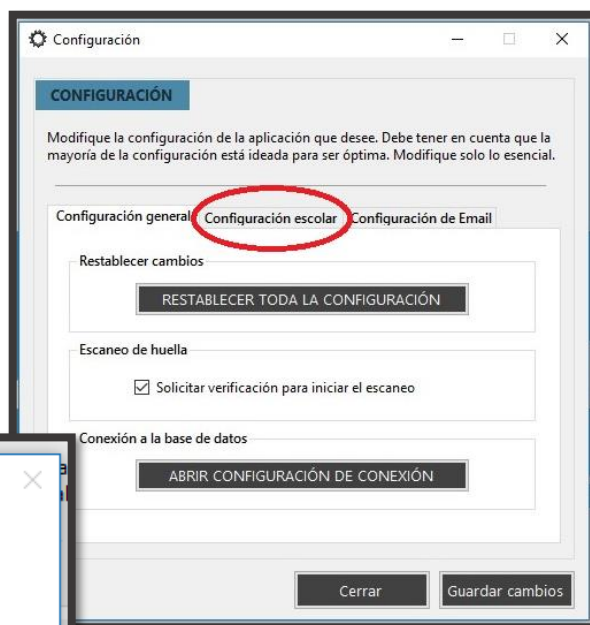 Configuración
CONFIGURACIÓN
Modifique la configuración de la aplicación que desee. Debe tener en cuenta que la
mayoría de la configuración está ideada para ser óptima. Modifique solo lo esencial.
Configuración general Configuración escolar Configuración de Email
Restablecer cambios
RESTABLECER TODA LA CONFIGURACIÓN
Escaneo de huella
Solicitar verificación para iniciar el escaneo
Conexión a la base de datos
ABRIR CONFIGURACIÓN DE CONEXIÓN
Cerrar Guardar cambios